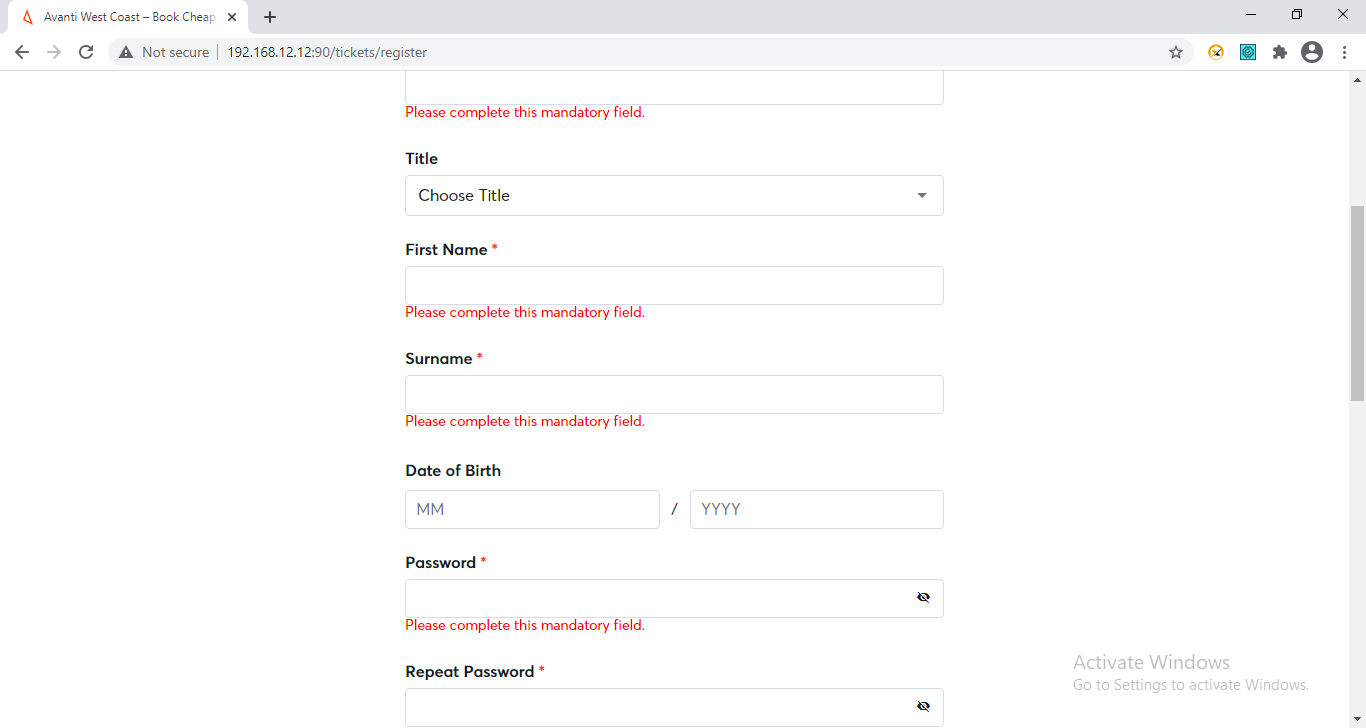 Avanti West Coast – Book Cheap
Not secure
192.168.12.12:90/tickets/register
Please complete this mandatory field.
Title
Choose Title
First Name *
Please complete this mandatory field.
Surname *
Please complete this mandatory field.
Date of Birth
MM / YYYY
Password *
Please complete this mandatory field.
Repeat Password *
Activate Windows
Go to Settings to activate Windows.